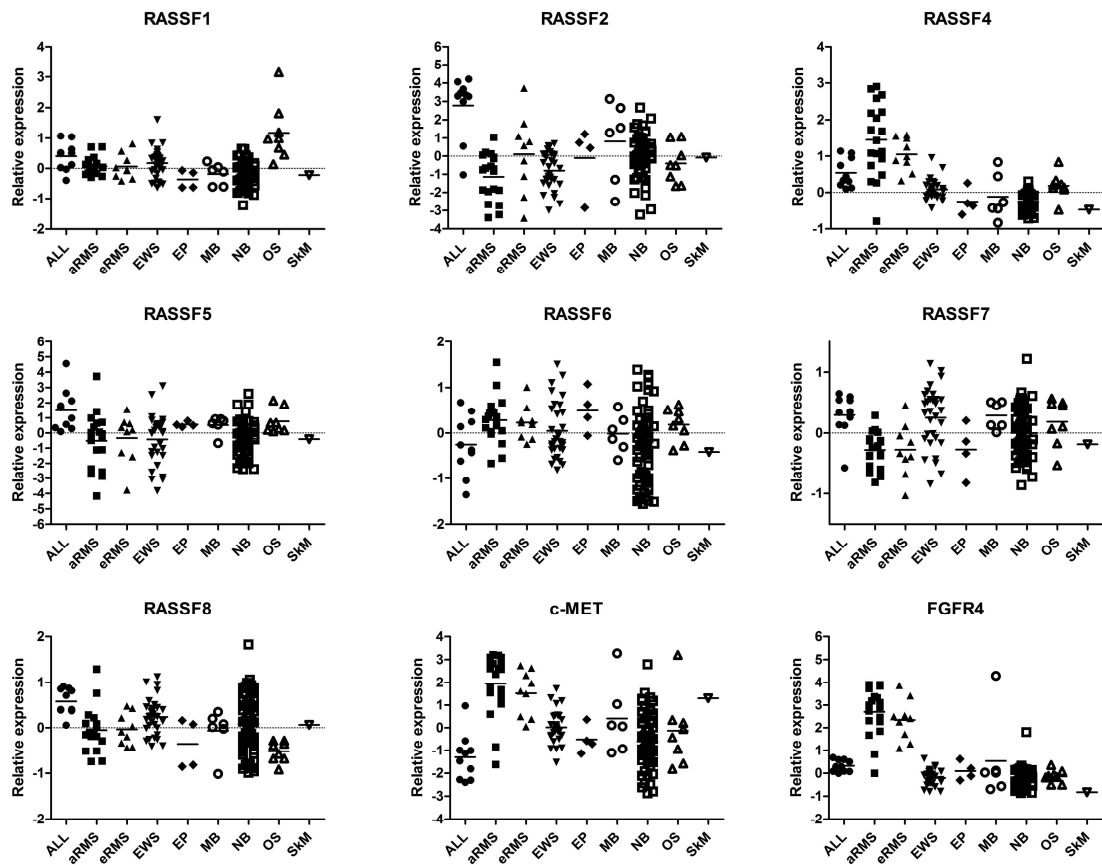 RASSF1
Relative expression
4
3
2
1
0
-1
-2
ALL aRMS eRMS EWS EP MB NB OS SkM
RASSF2
Relative expression
6
5
4
3
2
1
0
-1
-2
-3
-4
ALL aRMS eRMS EWS EP MB NB OS SkM
RASSF4
Relative expression
4
3
2
1
0
-1
ALL aRMS eRMS EWS EP MB NB OS SkM
RASSF5
Relative expression
6
5
4
3
2
1
0
-1
-2
-3
-4
-5
-6
ALL aRMS eRMS EWS EP MB NB OS SkM
RASSF6
Relative expression
2
1
0
-1
-2
ALL aRMS eRMS EWS EP MB NB OS SkM
RASSF7
Relative expression
1
0
-1
ALL aRMS eRMS EWS EP MB NB OS SkM
RASSF8
Relative expression
2
1
0
-1
-2
ALL aRMS eRMS EWS EP MB NB OS SkM
c-MET
Relative expression
4
3
2
1
0
-1
-2
-3
-4
ALL aRMS eRMS EWS EP MB NB OS SkM
FGFR4
Relative expression
6
5
4
3
2
1
0
-1
-2
ALL aRMS eRMS EWS EP MB NB OS SkM